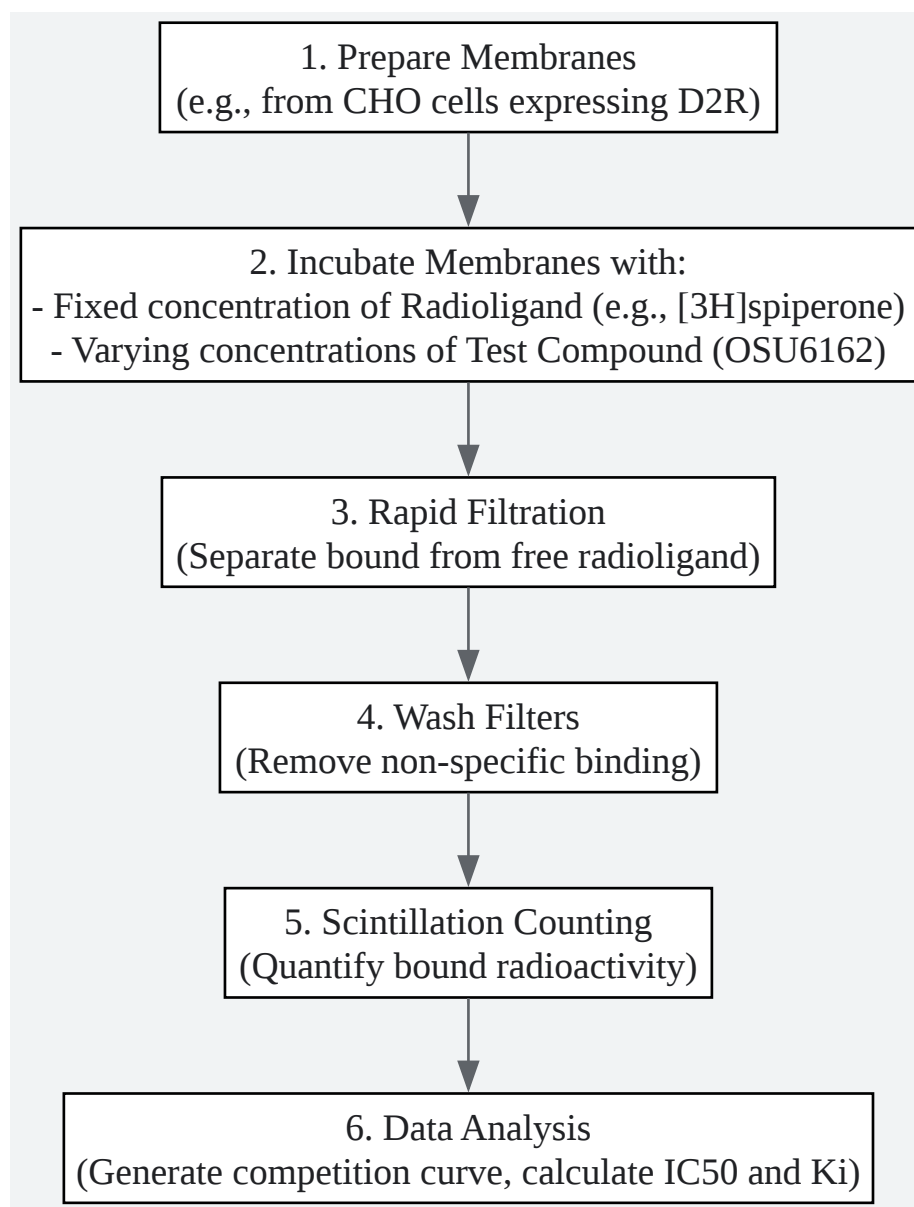 1. Prepare Membranes
(e.g., from CHO cells expressing D2R)
2. Incubate Membranes with:
- Fixed concentration of Radioligand (e.g., [3H]spiperone)
- Varying concentrations of Test Compound (OSU6162)
3. Rapid Filtration
(Separate bound from free radioligand)
4. Wash Filters
(Remove non-specific binding)
5. Scintillation Counting
(Quantify bound radioactivity)
6. Data Analysis
(Generate competition curve, calculate IC50 and Ki)